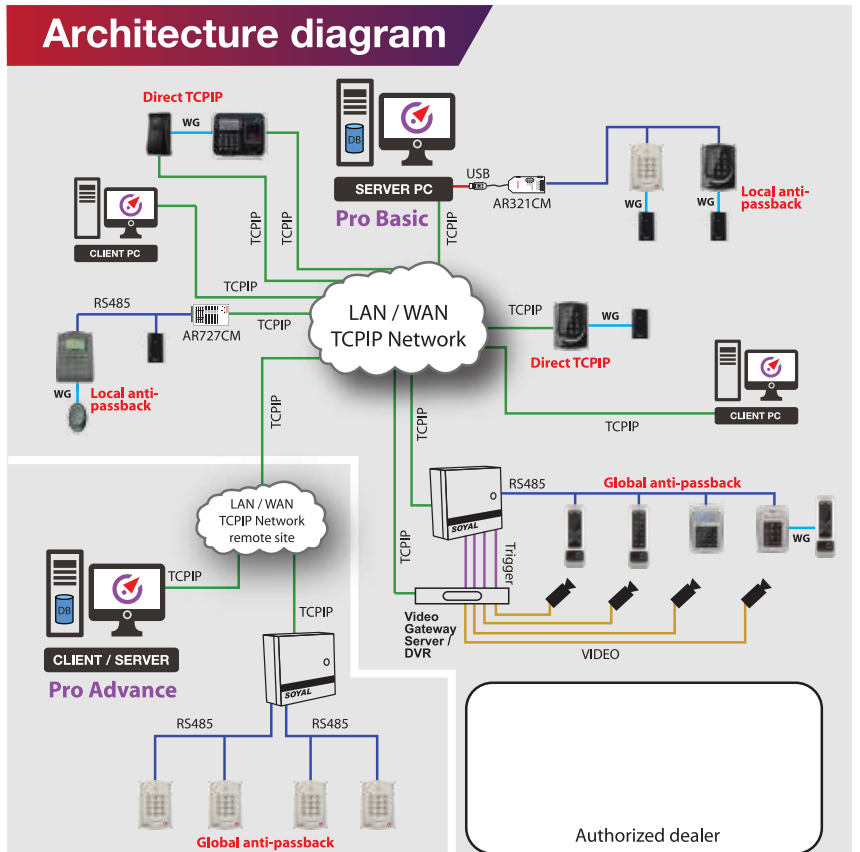 Architecture diagram
Direct TCPIP
WG
DB
SERVER PC
Pro Basic
USB
AR321CM
WG
WG
Local anti-
passback
CLIENT PC
TCPIP
TCPIP
TCPIP
TCPIP
RS485
AR727CM
TCPIP
LAN / WAN
TCPIP Network
TCPIP
WG
Direct TCPIP
WG
Local anti-
passback
CLIENT PC
TCPIP
TCPIP
TCPIP
LAN / WAN
TCPIP Network
remote site
RS485
Global anti-passback
SOYAL
WG
TCPIP
Trigger
Video
Gateway
Server /
DVR
VIDEO
TCPIP
DB
CLIENT / SERVER
Pro Advance
TCPIP
SOYAL
RS485
RS485
Global anti-passback
Authorized dealer